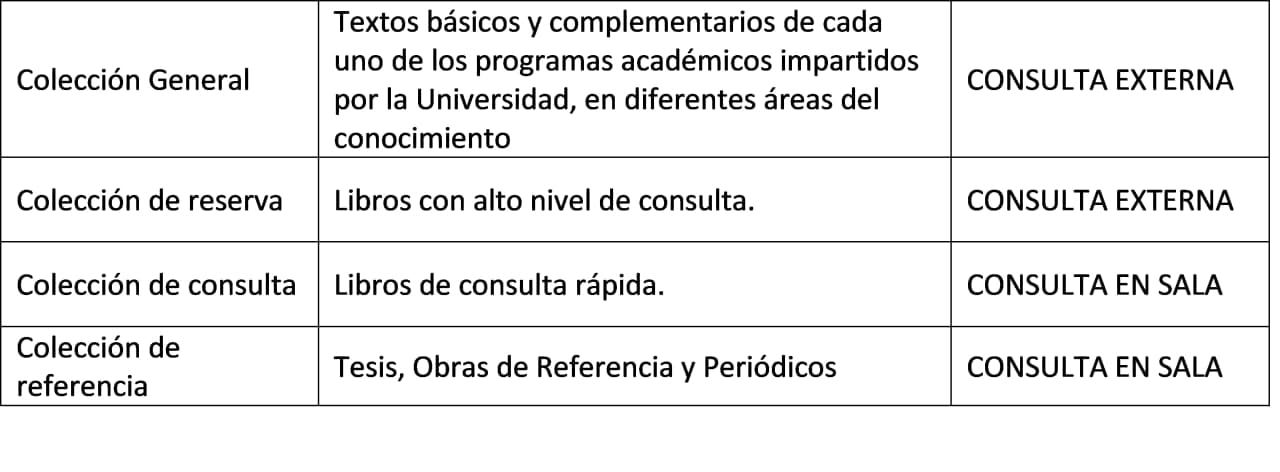 Colección General
Textos básicos y complementarios de cada
uno de los programas académicos impartidos
por la Universidad, en diferentes áreas del
conocimiento
CONSULTA EXTERNA
Colección de reserva
Libros con alto nivel de consulta.
CONSULTA EXTERNA
Colección de consulta
Libros de consulta rápida.
CONSULTA EN SALA
Colección de
referencia
Tesis, Obras de Referencia y Periódicos
CONSULTA EN SALA